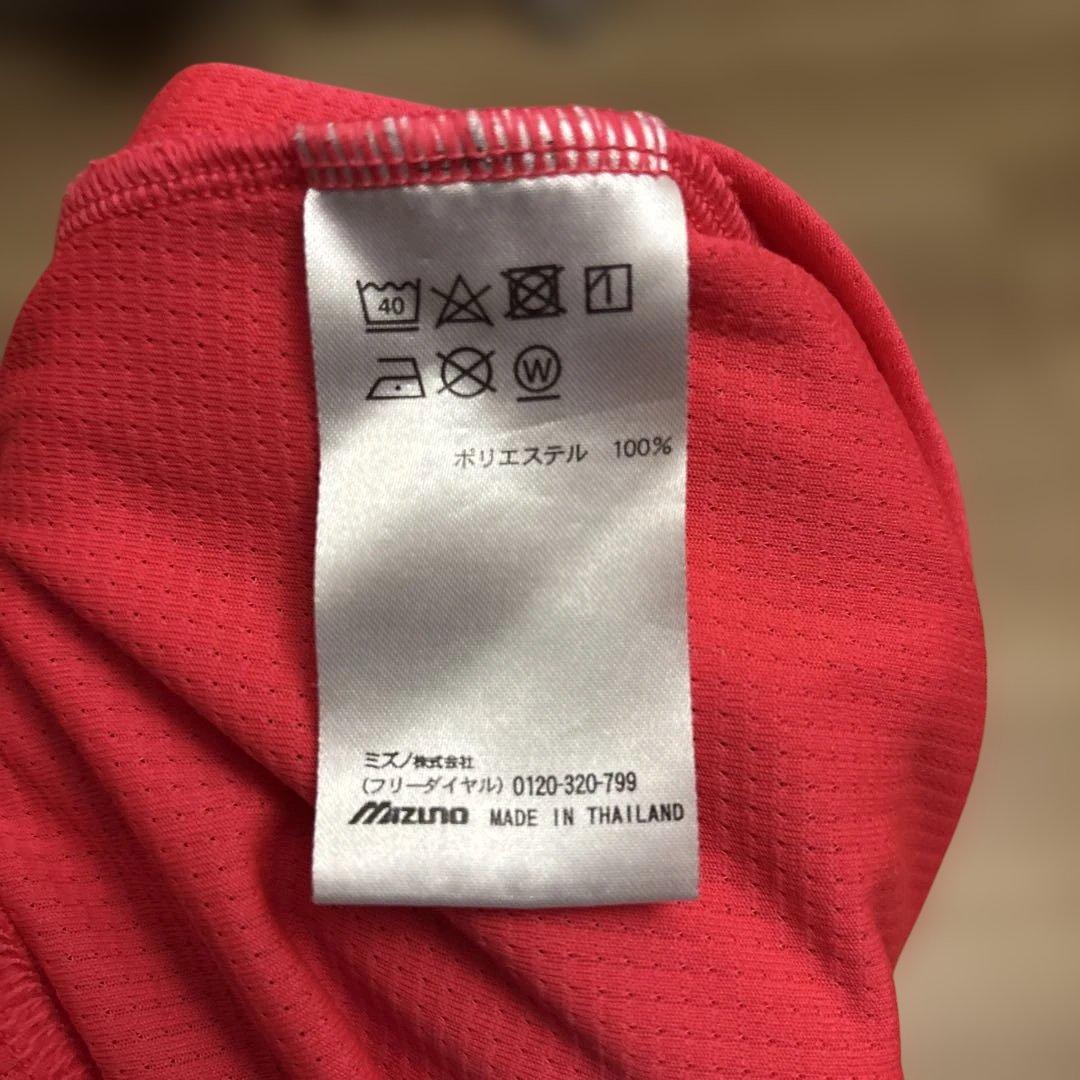 40
W
ポリエステル 100%
ミズノ株式会社
(フリーダイヤル) 0120-320-799
MIZUNO MADE IN THAILAND